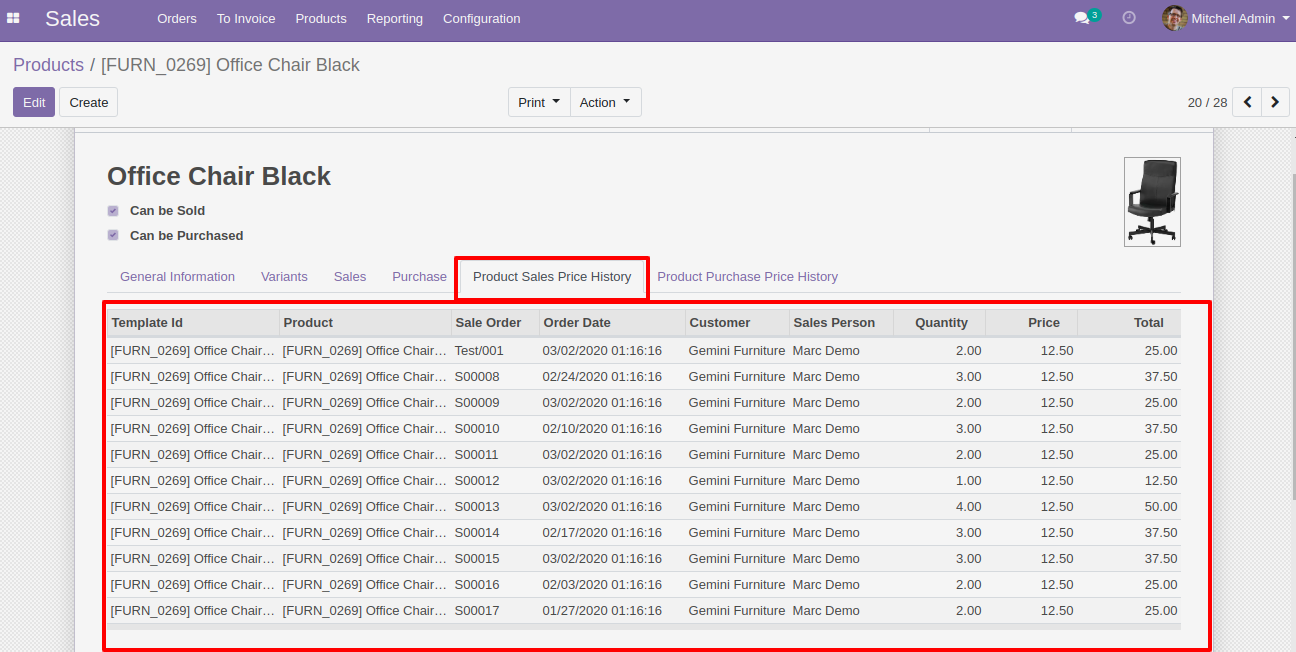 Sales Orders To Invoice Products Reporting Configuration 3 Mitchell Admin
Products / [FURN_0269] Office Chair Black
Edit Create Print Action 20 / 28
Office Chair Black
Can be Sold
Can be Purchased
General Information Variants Sales Purchase Product Sales Price History Product Purchase Price History
Template Id Product Sale Order Order Date Customer Sales Person Quantity Price Total
[FURN_0269] Office Chair… [FURN_0269] Office Chair… Test/001 03/02/2020 01:16:16 Gemini Furniture Marc Demo 2.00 12.50 25.00
[FURN_0269] Office Chair… [FURN_0269] Office Chair… S00008 02/24/2020 01:16:16 Gemini Furniture Marc Demo 3.00 12.50 37.50
[FURN_0269] Office Chair… [FURN_0269] Office Chair… S00009 03/02/2020 01:16:16 Gemini Furniture Marc Demo 2.00 12.50 25.00
[FURN_0269] Office Chair… [FURN_0269] Office Chair… S00010 02/10/2020 01:16:16 Gemini Furniture Marc Demo 3.00 12.50 37.50
[FURN_0269] Office Chair… [FURN_0269] Office Chair… S00011 03/02/2020 01:16:16 Gemini Furniture Marc Demo 2.00 12.50 25.00
[FURN_0269] Office Chair… [FURN_0269] Office Chair… S00012 03/02/2020 01:16:16 Gemini Furniture Marc Demo 1.00 12.50 12.50
[FURN_0269] Office Chair… [FURN_0269] Office Chair… S00013 03/02/2020 01:16:16 Gemini Furniture Marc Demo 4.00 12.50 50.00
[FURN_0269] Office Chair… [FURN_0269] Office Chair… S00014 02/17/2020 01:16:16 Gemini Furniture Marc Demo 3.00 12.50 37.50
[FURN_0269] Office Chair… [FURN_0269] Office Chair… S00015 03/02/2020 01:16:16 Gemini Furniture Marc Demo 3.00 12.50 37.50
[FURN_0269] Office Chair… [FURN_0269] Office Chair… S00016 02/03/2020 01:16:16 Gemini Furniture Marc Demo 2.00 12.50 25.00
[FURN_0269] Office Chair… [FURN_0269] Office Chair… S00017 01/27/2020 01:16:16 Gemini Furniture Marc Demo 2.00 12.50 25.00